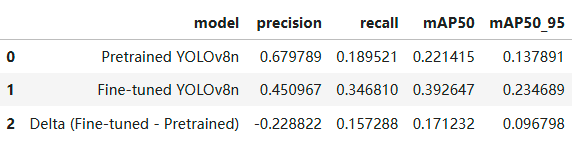 model precision recall mAP50 mAP50_95
0 Pretrained YOLOv8n 0.679789 0.189521 0.221415 0.137891
1 Fine-tuned YOLOv8n 0.450967 0.346810 0.392647 0.234689
2 Delta (Fine-tuned - Pretrained) -0.228822 0.157288 0.171232 0.096798